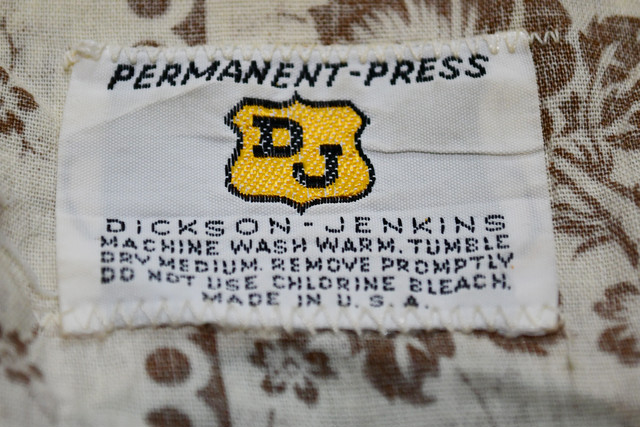 PERMANENT-PRESS
DJ
DICKSON-JENKINS
MACHINE WASH WARM. TUMBLE
DRY MEDIUM. REMOVE PROMPTLY
DO NOT USE CHLORINE BLEACH.
MADE IN U.S.A.